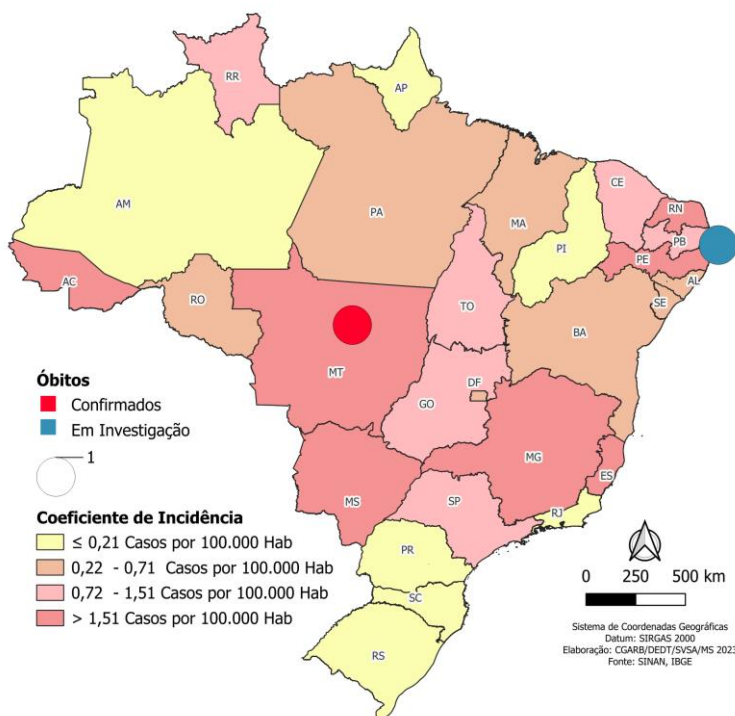 RR
AP
AM
PA
MA
CE
RN
PB
PI
PE
AC
AL
RO
SE
TO
BA
MT
DF
GO
MG
ES
MS
SP
RJ
PR
SC
RS
Óbitos
Confirmados
Em Investigação
1
Coeficiente de Incidência
≤ 0,21 Casos por 100.000 Hab
0,22 - 0,71 Casos por 100.000 Hab
0,72 - 1,51 Casos por 100.000 Hab
> 1,51 Casos por 100.000 Hab
0 250 500 km
Sistema de Coordenadas Geográficas
Datum: SIRGAS 2000
Elaboração: CGARB/DEDT/SVSA/MS 2023
Fonte: SINAN, IBGE